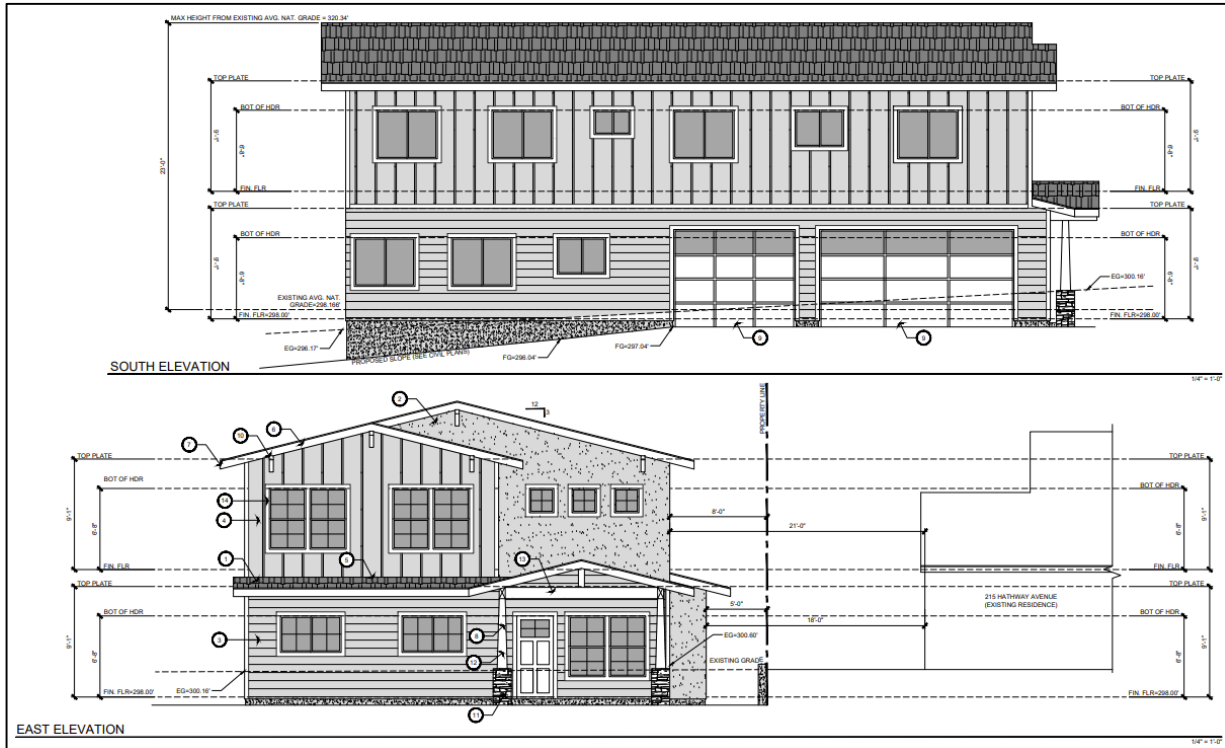 MAX HEIGHT FROM EXISTING AVG. NAT. GRADE = 320.34'
TOP PLATE
TOP PLATE
BOT OF HDR
BOT OF HDR
9'-1"
6'-8"
6'-8"
9'-1"
23'-0"
FIN. FLR
FIN. FLR
TOP PLATE
TOP PLATE
BOT OF HDR
BOT OF HDR
9'-1"
6'-8"
6'-8"
9'-1"
EG=300.16'
EXISTING AVG. NAT.
GRADE=298.166'
FIN. FLR=298.00'
FIN. FLR=298.00'
EG=296.17'
FG=297.04'
FG=296.04'
9
9
PROPOSED SLOPE (SEE CIVIL PLANS)
SOUTH ELEVATION
1/4" = 1'-0"
2
12
3
PROPERTY LINE
6
7
10
TOP PLATE
TOP PLATE
BOT OF HDR
BOT OF HDR
14
4
9'-1"
6'-8"
8'-0"
6'-8"
9'-1"
21'-0"
1
5
13
FIN. FLR
FIN. FLR
TOP PLATE
TOP PLATE
215 HATHWAY AVENUE
(EXISTING RESIDENCE)
BOT OF HDR
BOT OF HDR
5'-0"
16'-0"
3
8
12
9'-1"
6'-8"
6'-8"
9'-1"
EG=300.60'
EXISTING GRADE
FIN. FLR=298.00'
EG=300.16'
FIN. FLR=298.00'
11
EAST ELEVATION
1/4" = 1'-0"